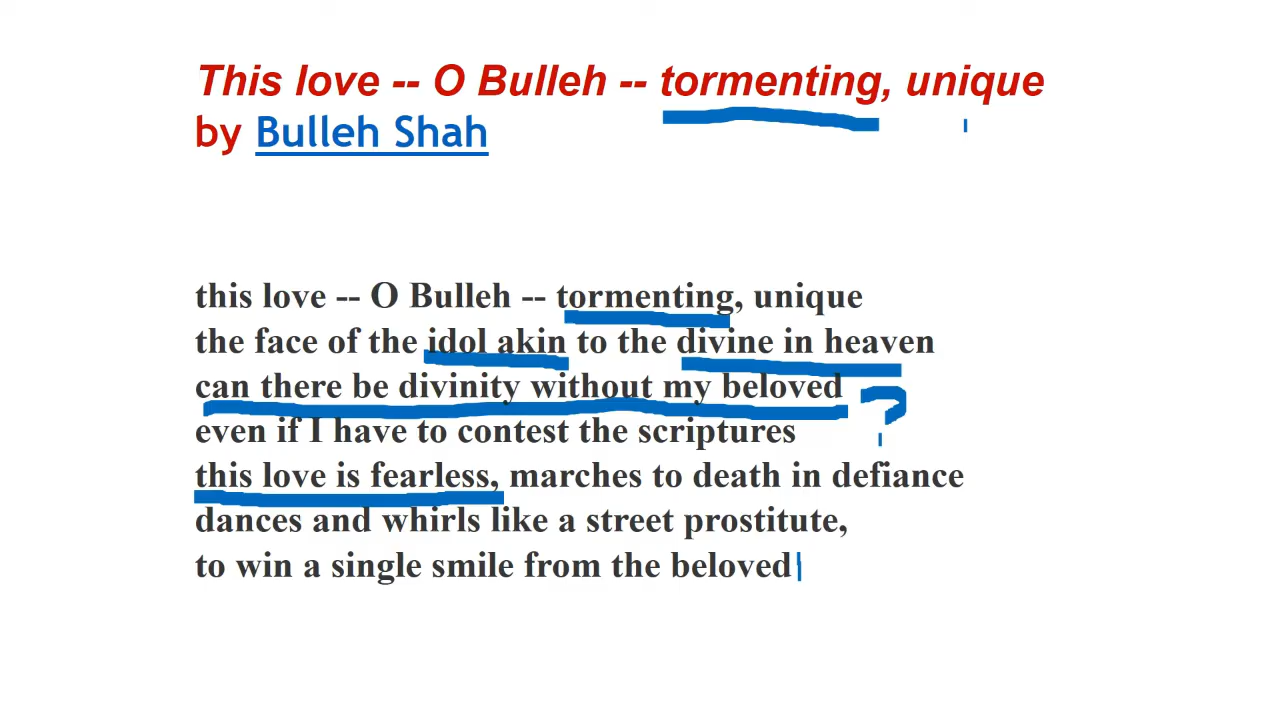 This love -- O Bulleh -- tormenting, unique
by Bulleh Shah
this love -- O Bulleh -- tormenting, unique
the face of the idol akin to the divine in heaven
can there be divinity without my beloved ?
even if I have to contest the scriptures
this love is fearless, marches to death in defiance
dances and whirls like a street prostitute,
to win a single smile from the beloved